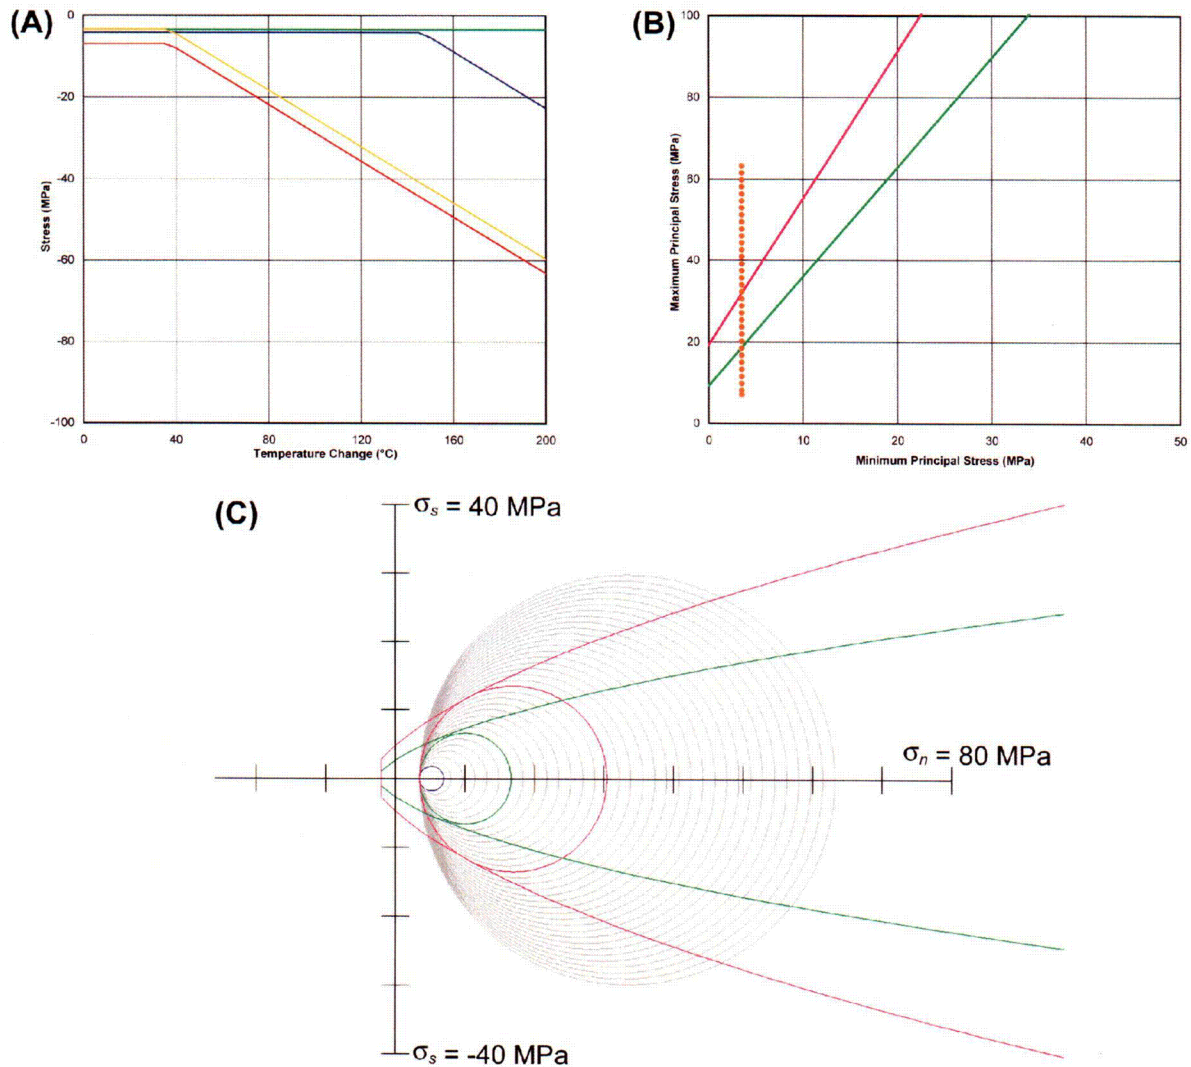 (A)
0
-20
-40
-60
-80
-100
Stress (MPa)
0 40 80 120 160 200
Temperature Change (°C)
(B)
100
80
60
40
20
0
Maximum Principal Stress (MPa)
0 10 20 30 40 50
Minimum Principal Stress (MPa)
(C)
σs = 40 MPa
σn = 80 MPa
σs = -40 MPa